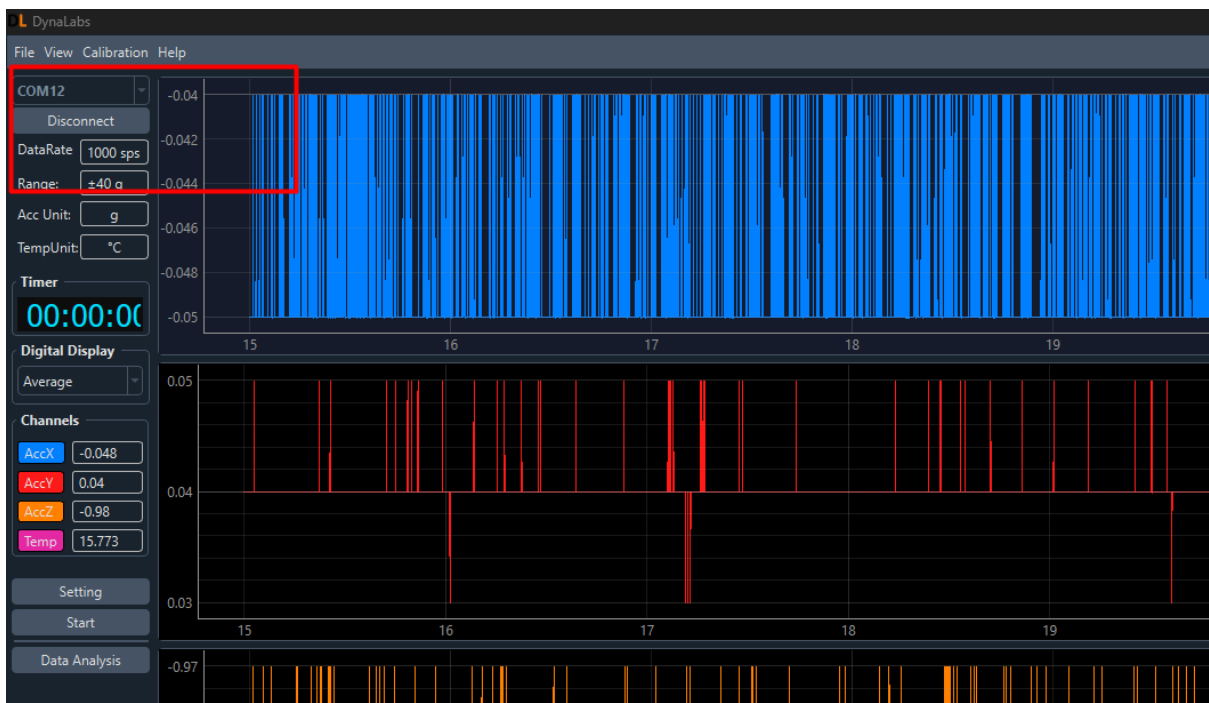 DL DynaLabs
File View Calibration Help
COM12
Disconnect
DataRate 1000 sps
Range: ±40 g
Acc Unit: g
TempUnit: °C
Timer
00:00:0
Digital Display
Average
Channels
AccX -0.048
AccY 0.04
AccZ -0.98
Temp 15.773
Setting
Start
Data Analysis
-0.04
-0.042
-0.044
-0.046
-0.048
-0.05
15 16 17 18 19
0.05
0.04
0.03
15 16 17 18 19
-0.97